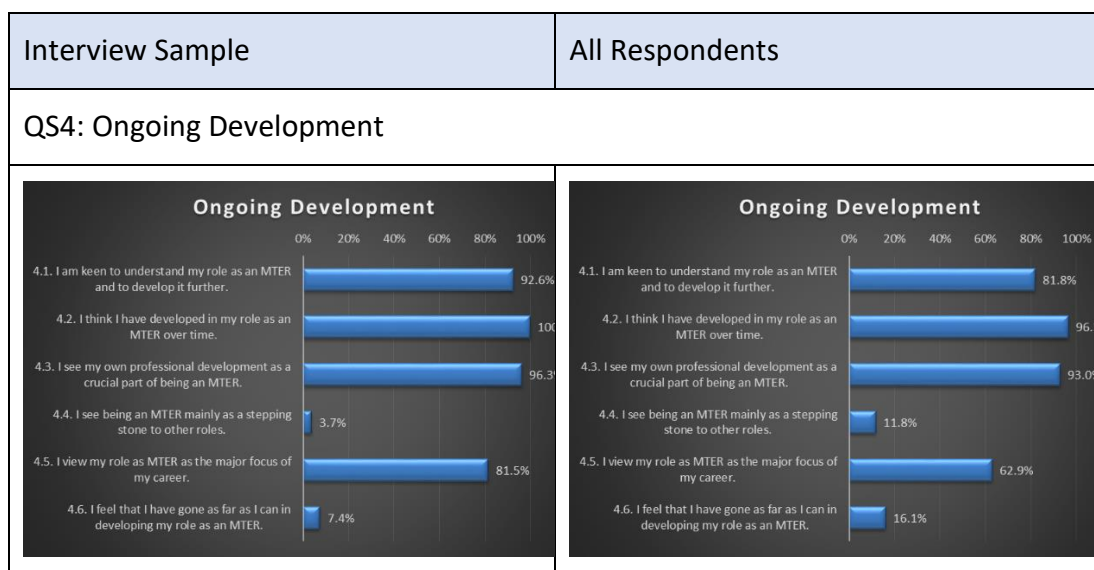 Interview Sample
All Respondents
QS4: Ongoing Development
Ongoing Development
0% 20% 40% 60% 80% 100%
4.1. I am keen to understand my role as an MTER
and to develop it further.
92.6%
4.2. I think I have developed in my role as an
MTER over time.
100
4.3. I see my own professional development as a
crucial part of being an MTER.
96.3%
4.4. I see being an MTER mainly as a stepping
stone to other roles.
3.7%
4.5. I view my role as MTER as the major focus of
my career.
81.5%
4.6. I feel that I have gone as far as I can in
developing my role as an MTER.
7.4%
Ongoing Development
0% 20% 40% 60% 80% 100%
4.1. I am keen to understand my role as an MTER
and to develop it further.
81.8%
4.2. I think I have developed in my role as an
MTER over time.
96.
4.3. I see my own professional development as a
crucial part of being an MTER.
93.0%
4.4. I see being an MTER mainly as a stepping
stone to other roles.
11.8%
4.5. I view my role as MTER as the major focus of
my career.
62.9%
4.6. I feel that I have gone as far as I can in
developing my role as an MTER.
16.1%